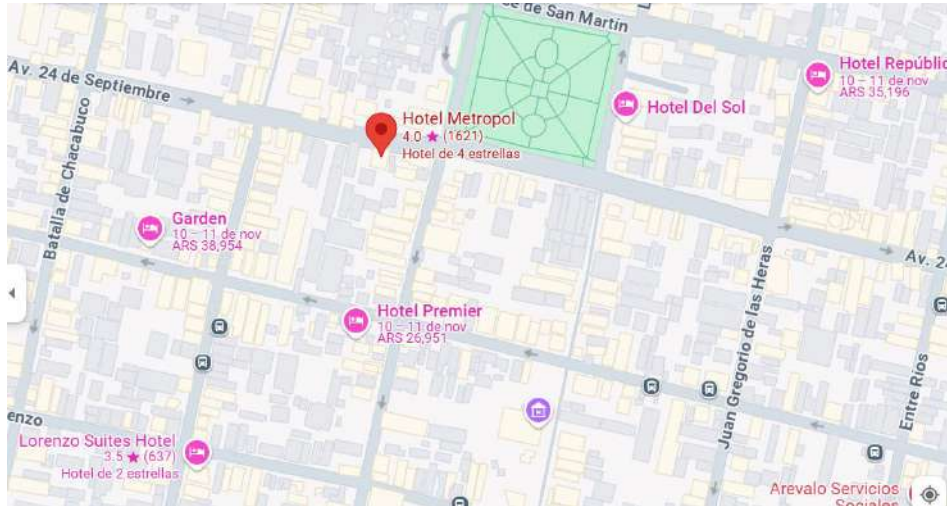 ce de San Martín
Av. 24 de Septiembre
Hotel Repúblic
10 – 11 de nov
ARS 35,196
Hotel Del Sol
Hotel Metropol
4.0 ★ (1621)
Hotel de 4 estrellas
Batalla de Chacabuco
Garden
10 – 11 de nov
ARS 38,954
Av. 2
Hotel Premier
10 – 11 de nov
ARS 26,951
Juan Gregorio de las Heras
Entre Ríos
enzo
Lorenzo Suites Hotel
3.5 ★ (637)
Hotel de 2 estrellas
Arevalo Servicios
Sociales